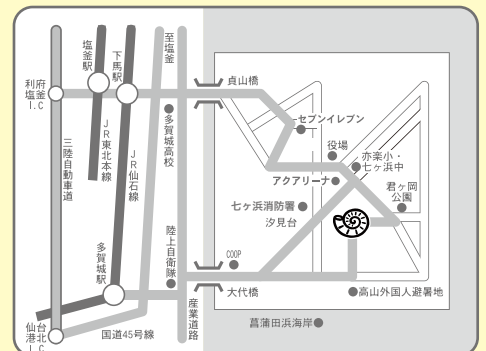 利府
塩釜
I.C
塩釜駅
下馬駅
至塩釜
三陸自動車道
JR東北本線
JR仙石線
多賀城高校
貞山橋
セブンイレブン
役場
亦楽小・
七ヶ浜中
アクアリーナ
君ヶ岡
公園
七ヶ浜消防署
汐見台
多賀城駅
陸上自衛隊
COOP
大代橋
高山外国人避暑地
産業道路
仙台
港北
I.C
国道45号線
菖蒲田浜海岸